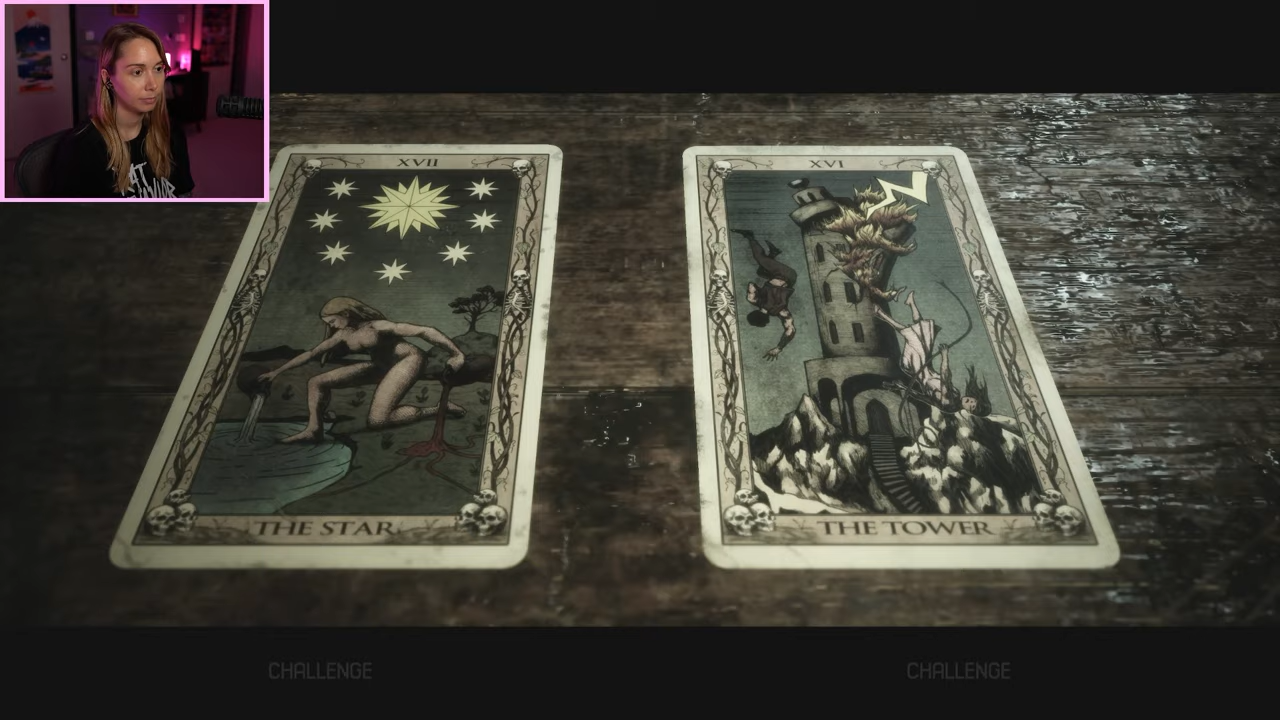 XVII
XVI
THE STAR
THE TOWER
CHALLENGE
CHALLENGE